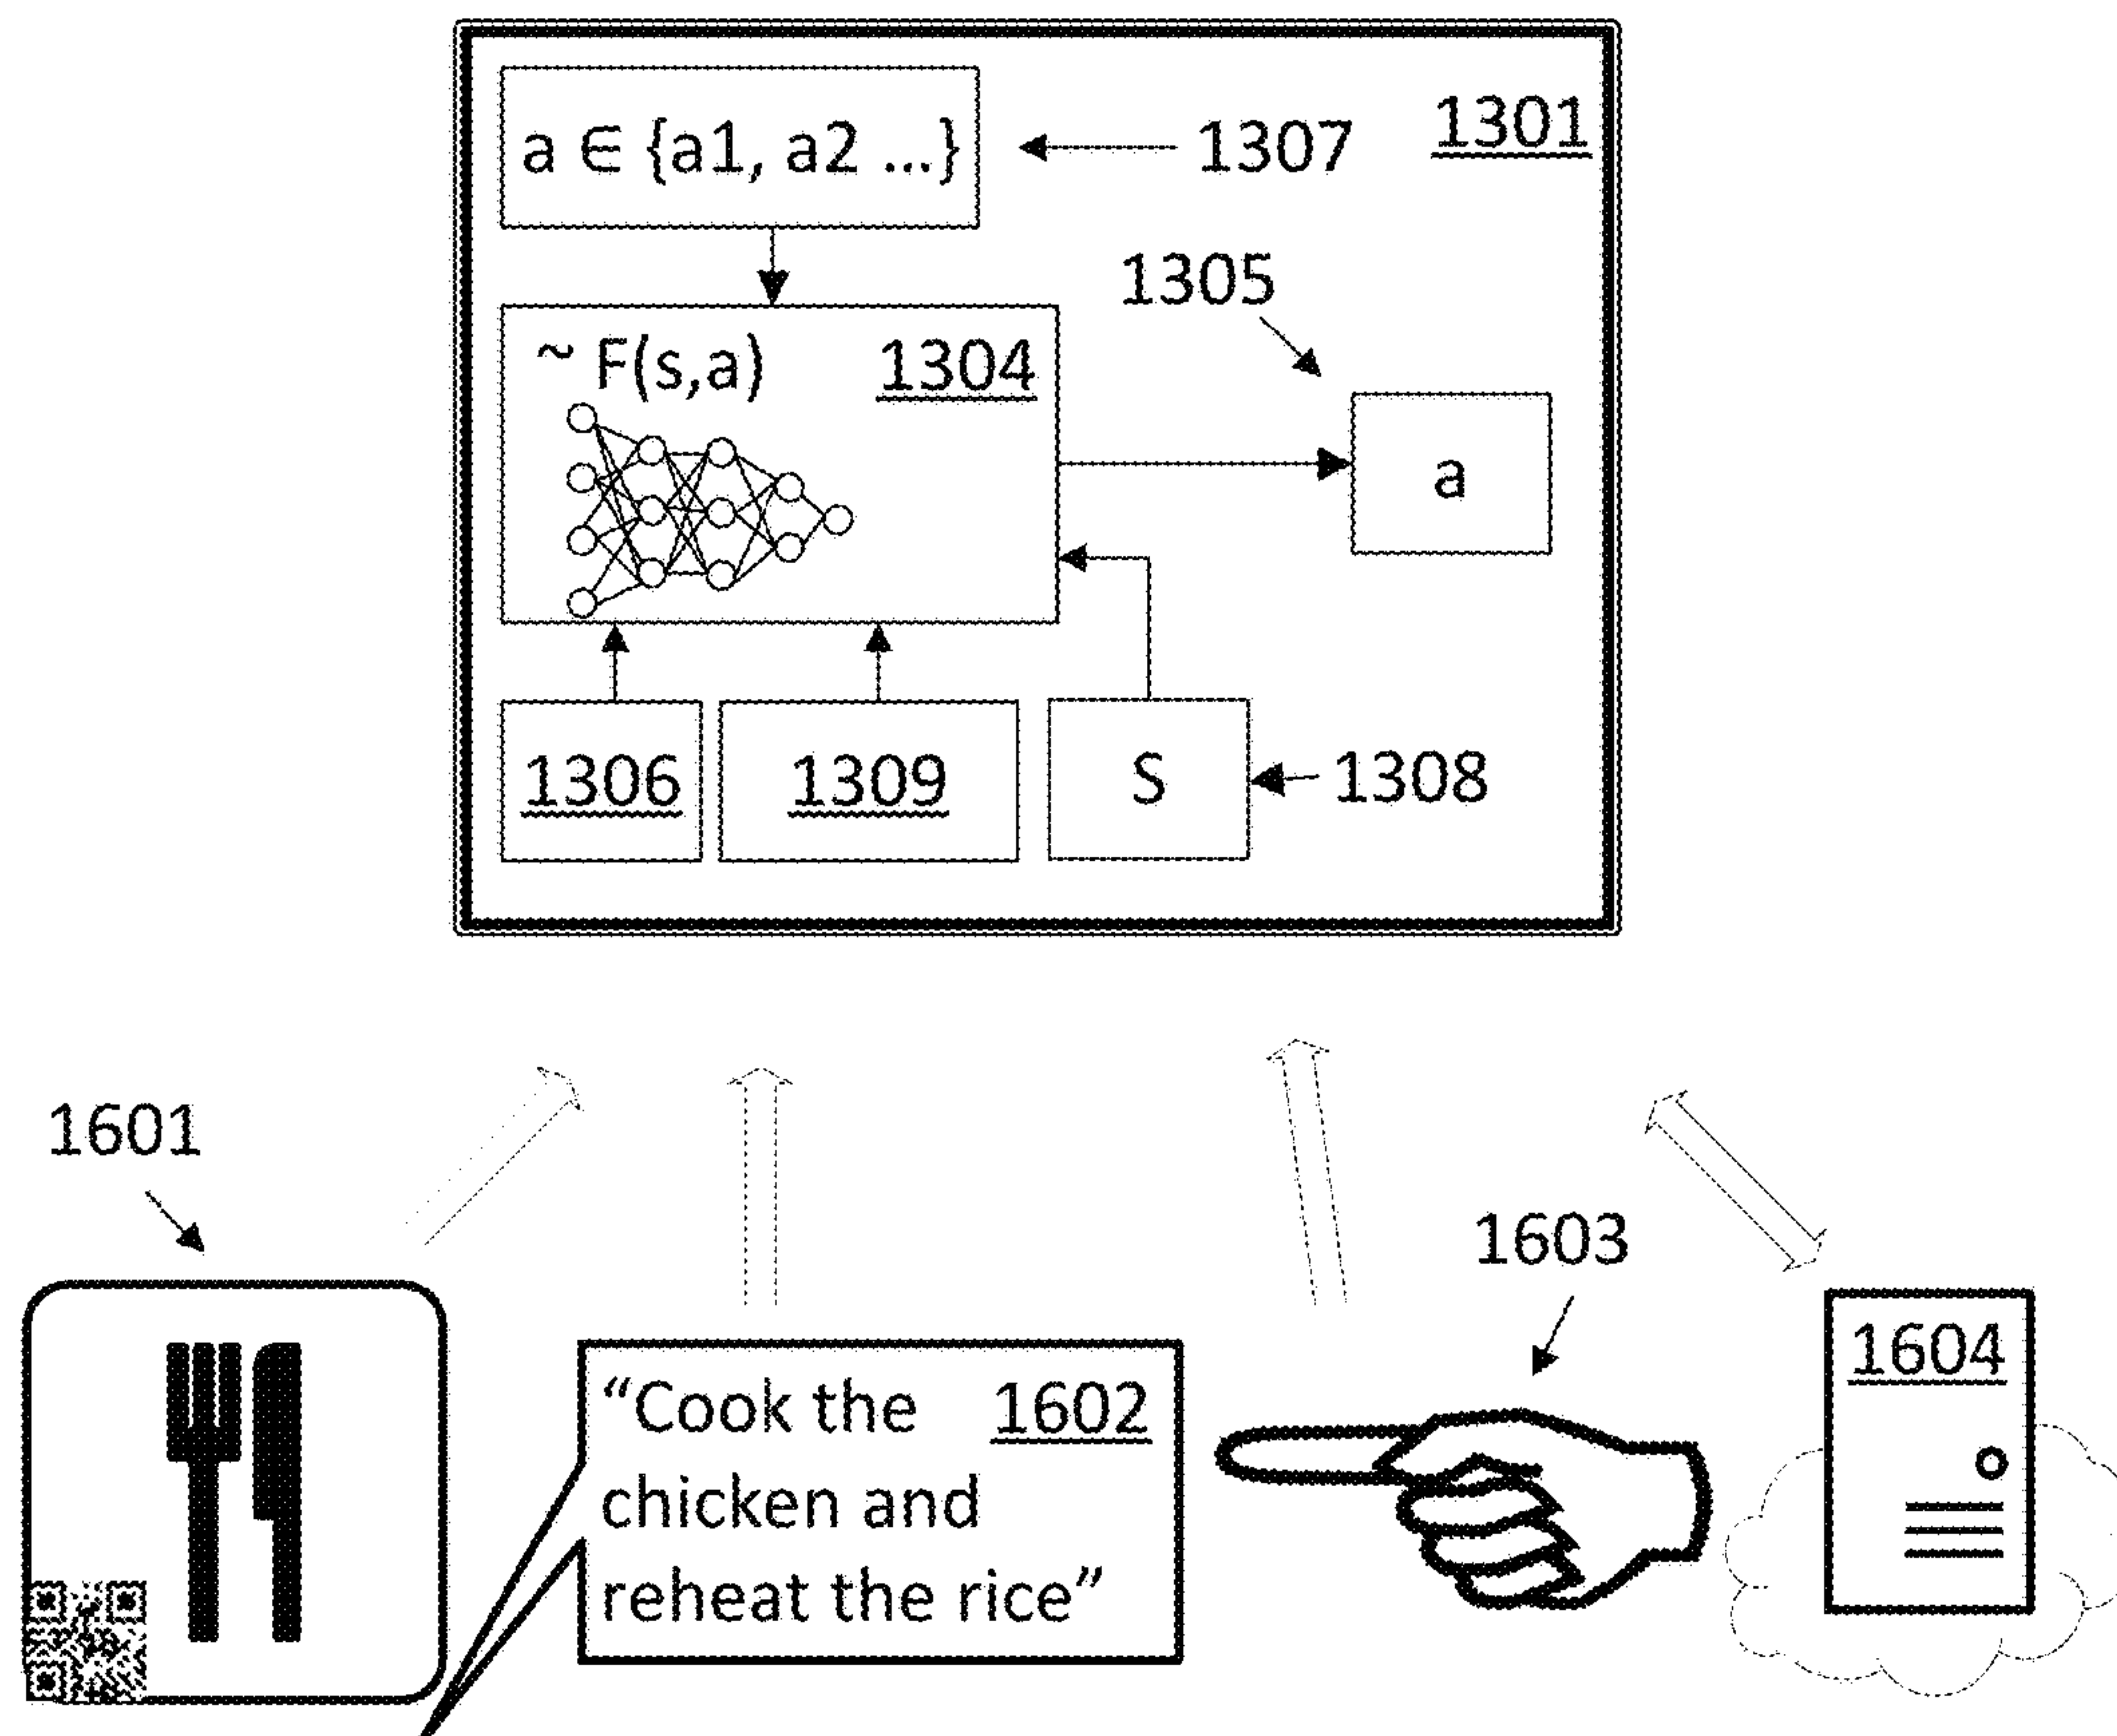 a ∈ {a1, a2 ...}
1307
1301
1305
~ F(s,a)
1304
a
1306
1309
S
1308
1601
1603
1604
“Cook the
1602
chicken and
reheat the rice”